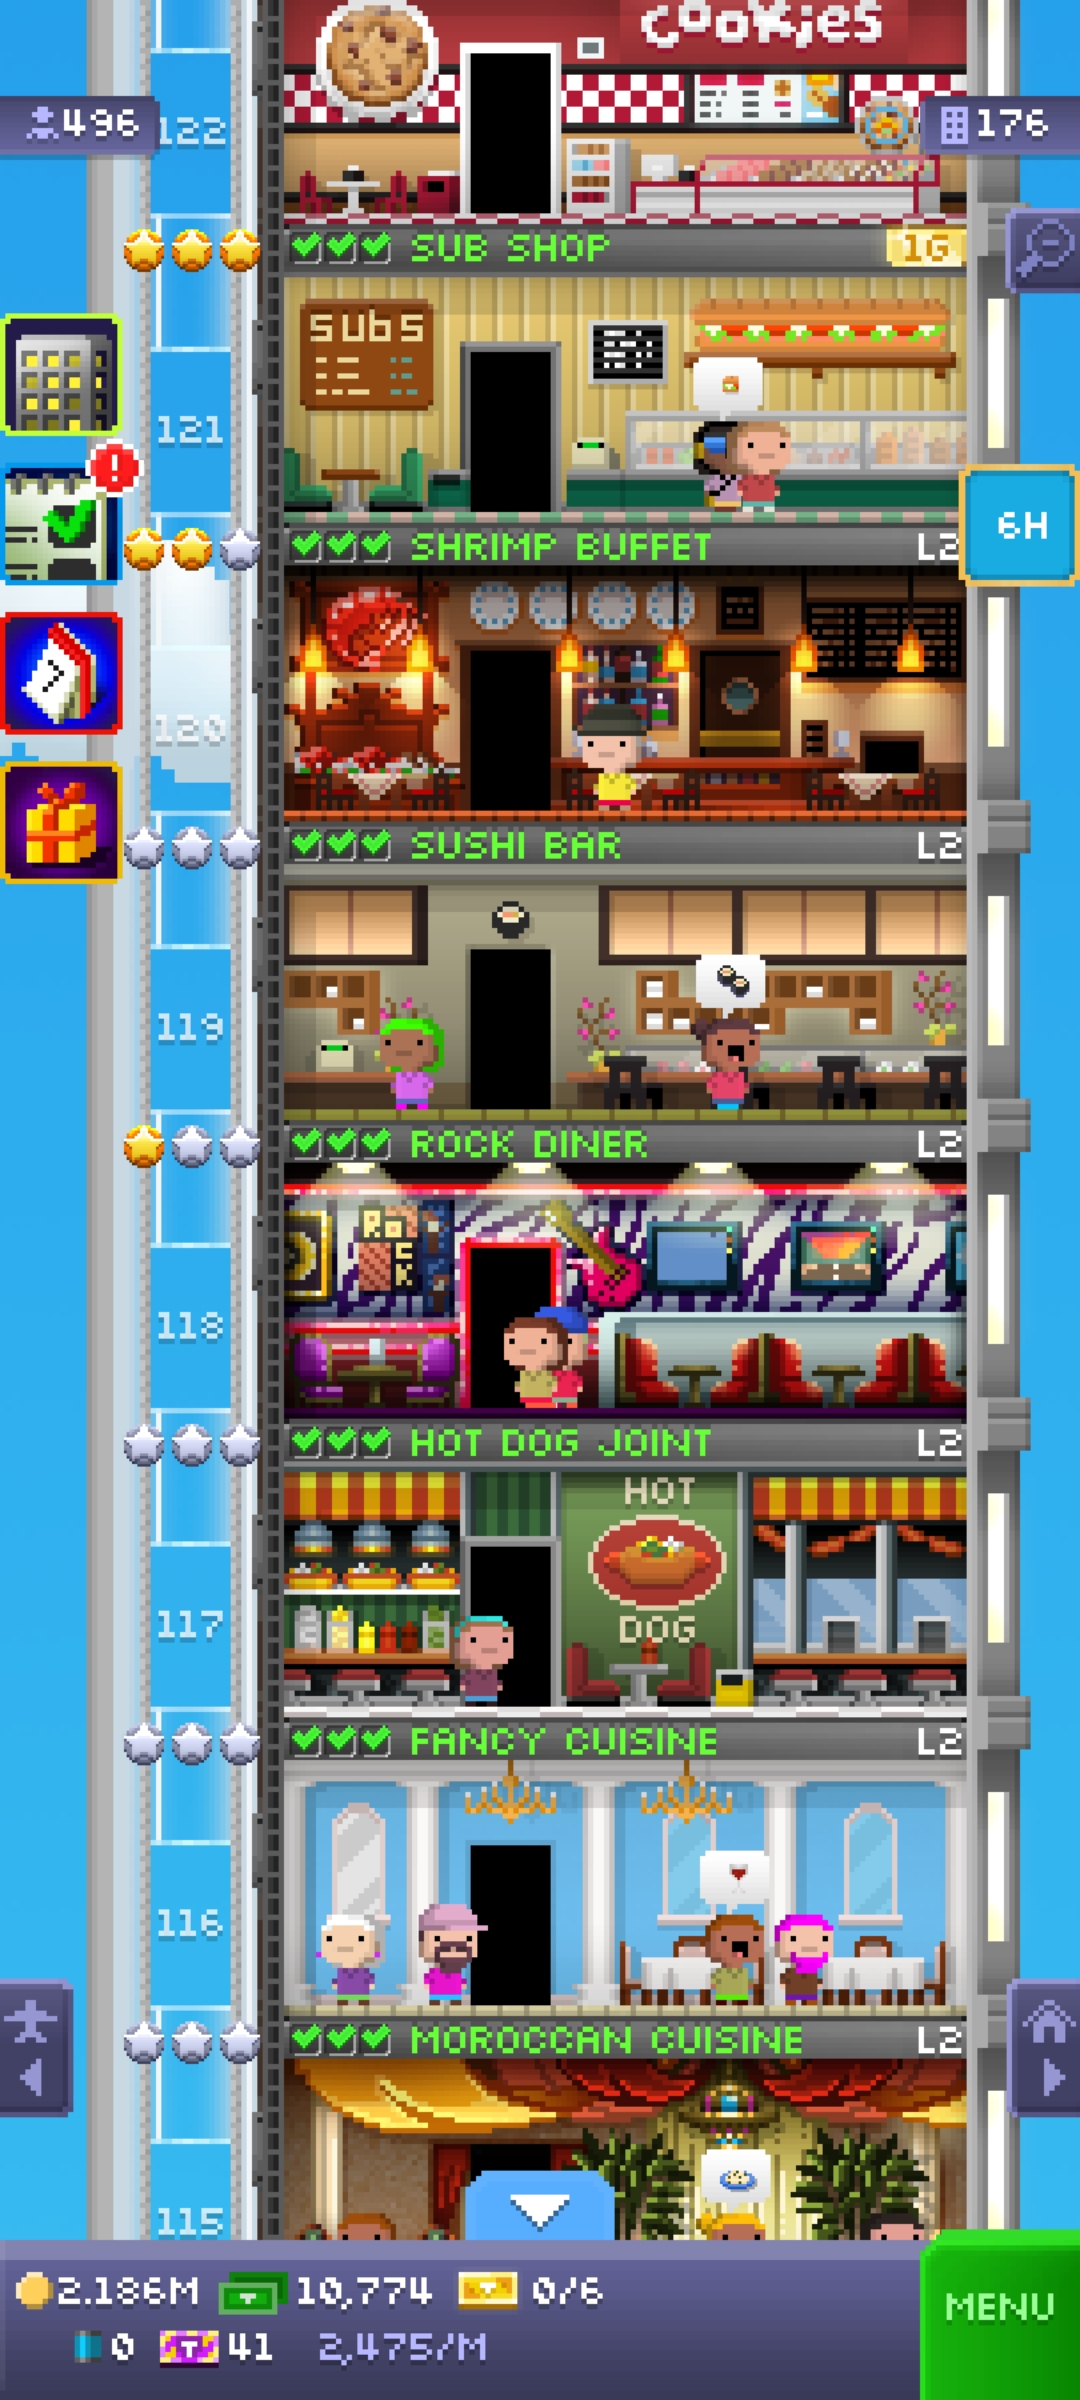 COOKIES
496
122
176
SUB SHOP
1G
SUBS
121
6H
SHRIMP BUFFET
L2
7
120
SUSHI BAR
L2
119
ROCK DINER
L2
ROCK
118
HOT DOG JOINT
L2
HOT
DOG
117
FANCY CUISINE
L2
116
MOROCCAN CUISINE
L2
115
2.186M
10,774
0/6
0
T
41
2,475/M
MENU